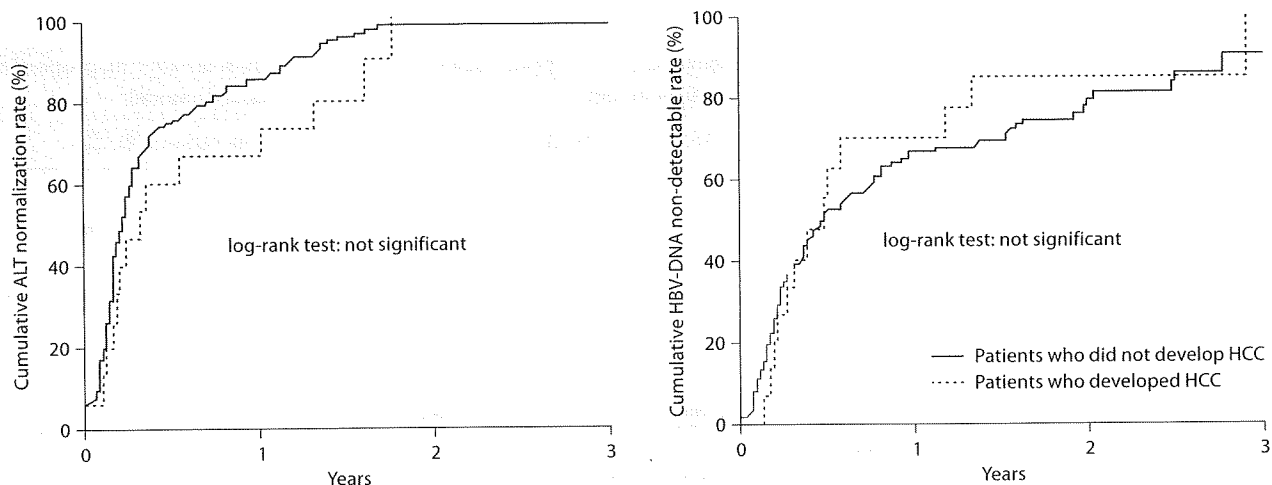 Cumulative ALT normalization rate (%)
100
80
60
40
20
0
log-rank test: not significant
0 1 2 3
Years
Cumulative HBV-DNA non-detectable rate (%)
100
80
60
40
20
0
log-rank test: not significant
Patients who did not develop HCC
Patients who developed HCC
0 1 2 3
Years